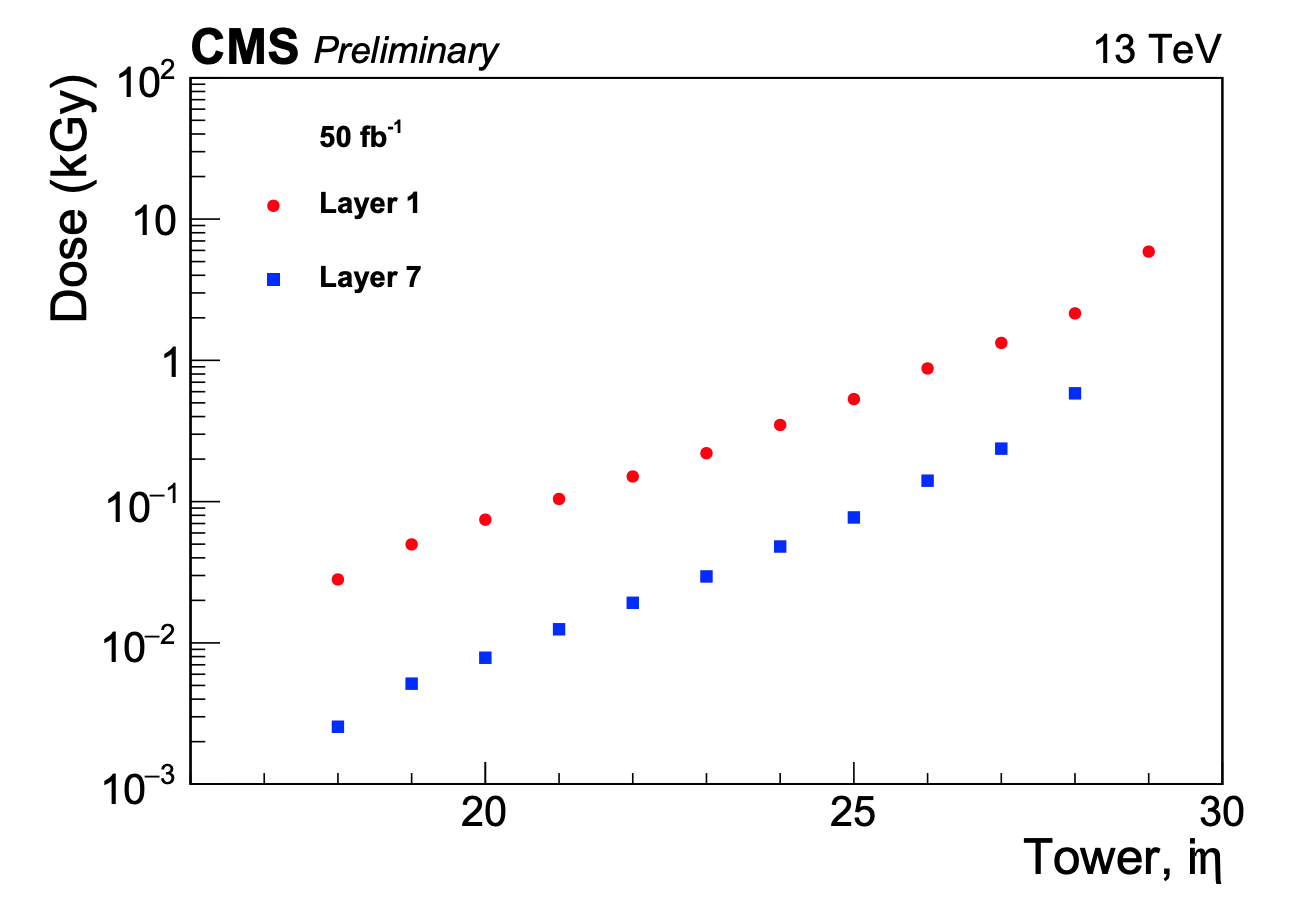 CMS Preliminary 13 TeV
Dose (kGy)
10²
10
1
10⁻¹
10⁻²
10⁻³
50 fb⁻¹
Layer 1
Layer 7
20 25 30
Tower, iη